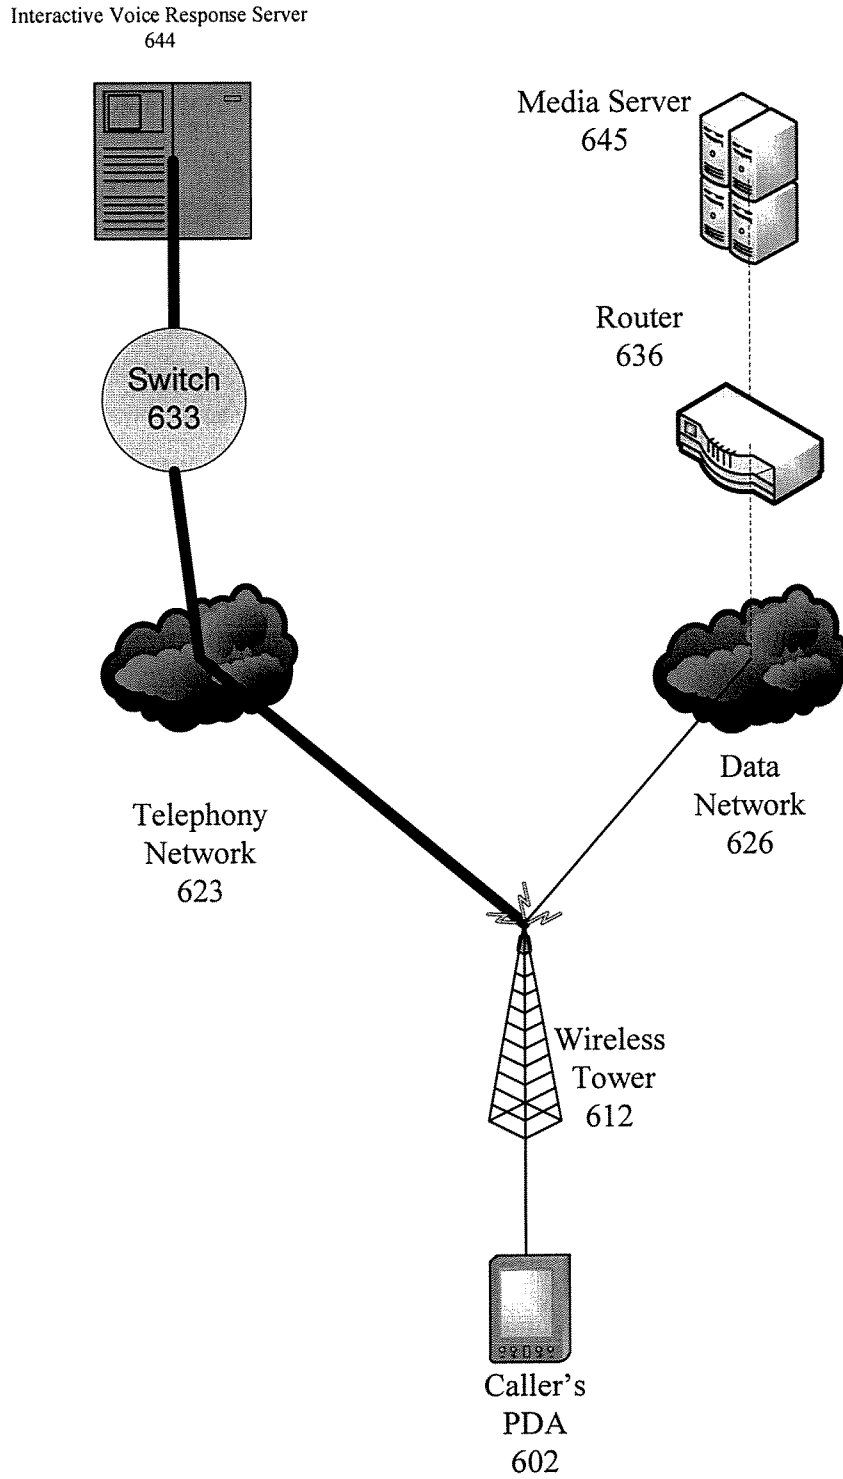 Interactive Voice Response Server
644
Media Server
645
Router
636
Switch
633
Data
Network
626
Telephony
Network
623
Wireless
Tower
612
Caller's
PDA
602